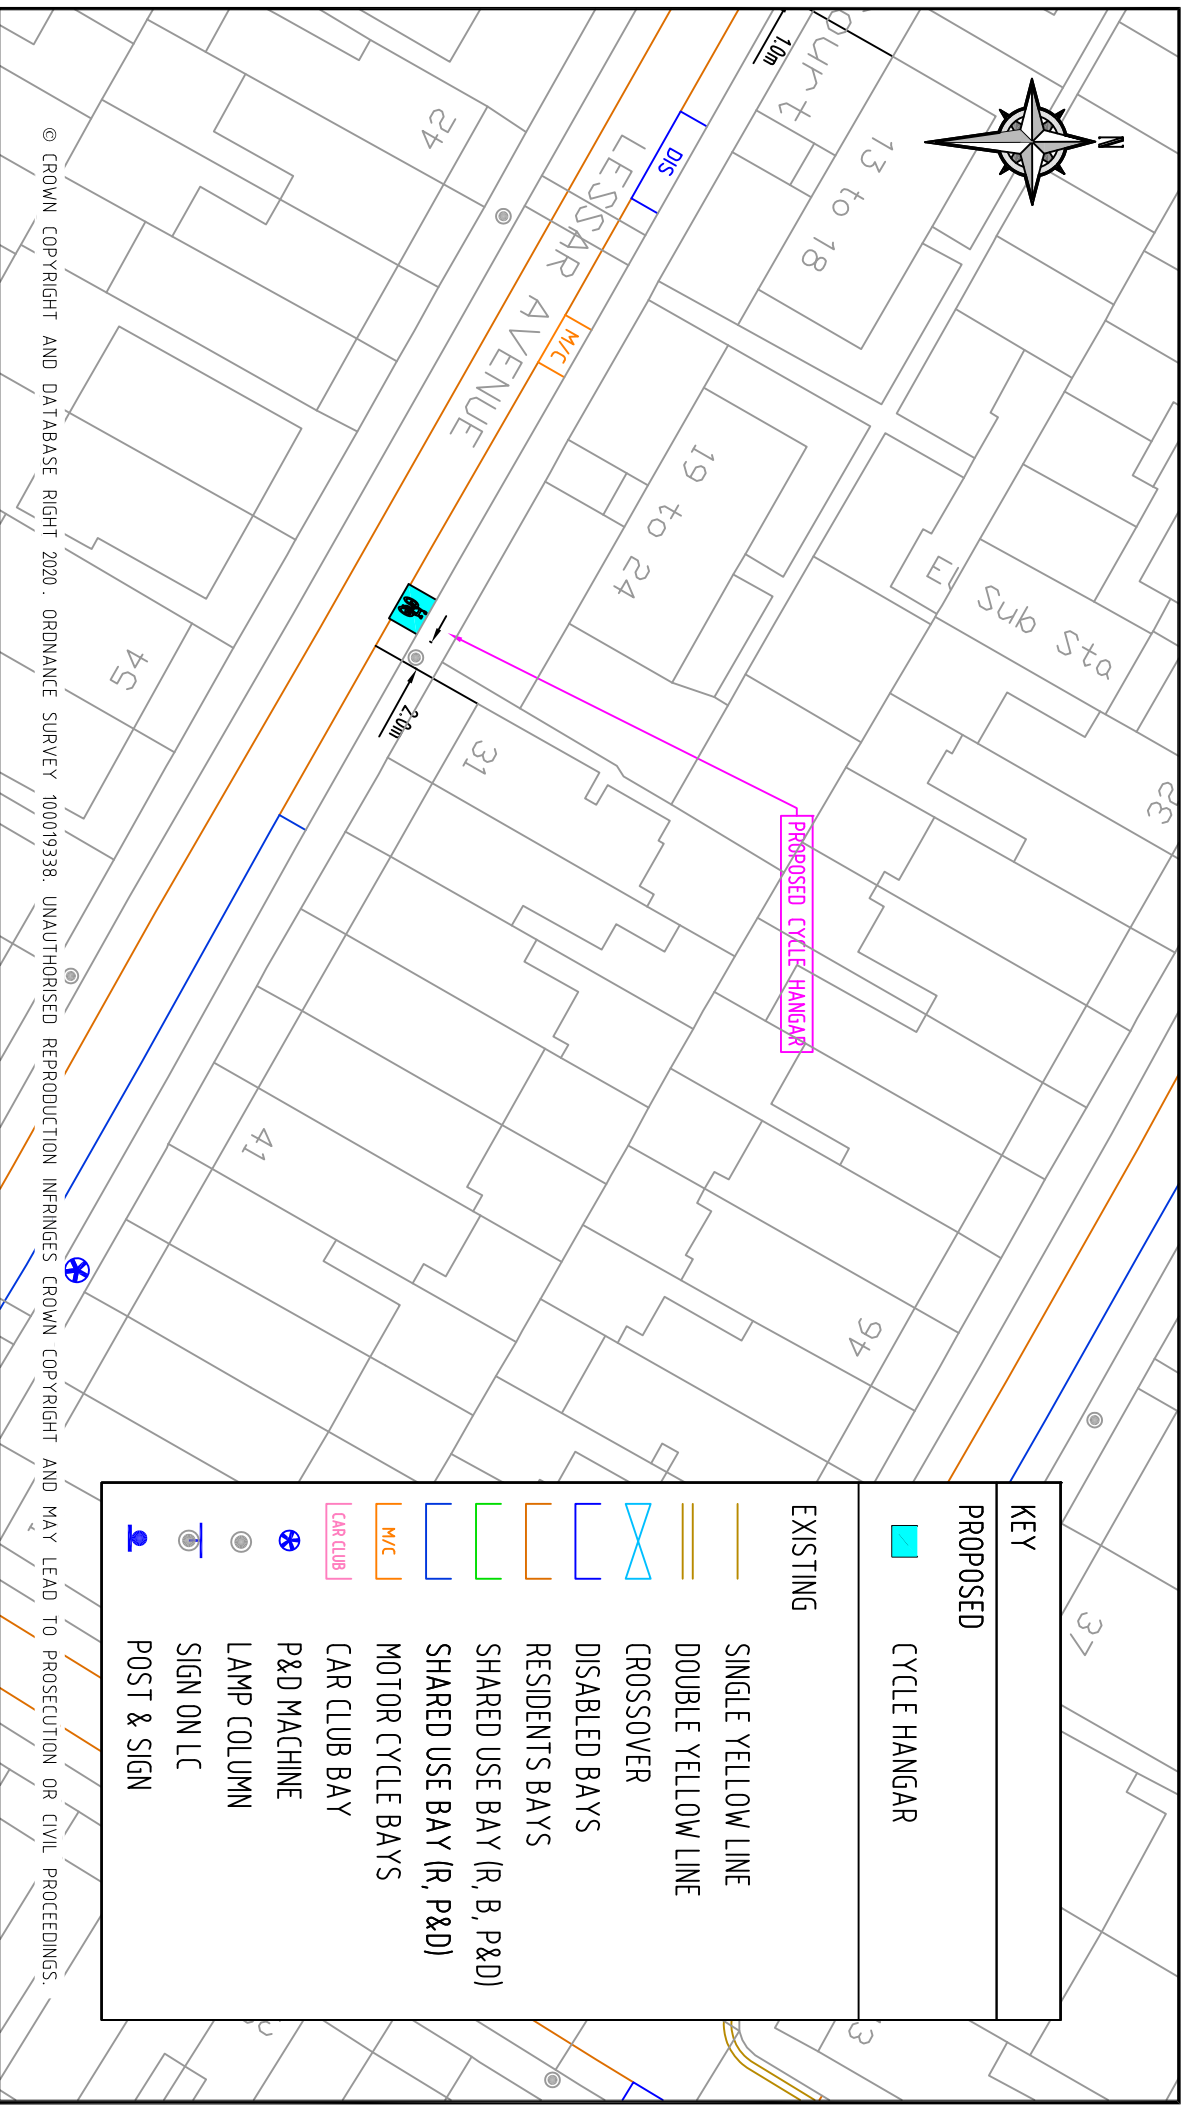 N
1.0m
13 to 18
DIS
LESSAR AVENUE
M/C
42
19 to 24
El Sub Sta
54
2.0m
31
32
PROPOSED CYCLE HANGAR
41
46
37
KEY
PROPOSED
CYCLE HANGAR
EXISTING
SINGLE YELLOW LINE
DOUBLE YELLOW LINE
CROSSOVER
DISABLED BAYS
RESIDENTS BAYS
SHARED USE BAY (R, B, P&D)
SHARED USE BAY (R, P&D)
M/C MOTOR CYCLE BAYS
CAR CLUB CAR CLUB BAY
P&D MACHINE
LAMP COLUMN
SIGN ON LC
POST & SIGN
© CROWN COPYRIGHT AND DATABASE RIGHT 2020. ORDNANCE SURVEY 100019338. UNAUTHORISED REPRODUCTION INFRINGES CROWN COPYRIGHT AND MAY LEAD TO PROSECUTION OR CIVIL PROCEEDINGS.